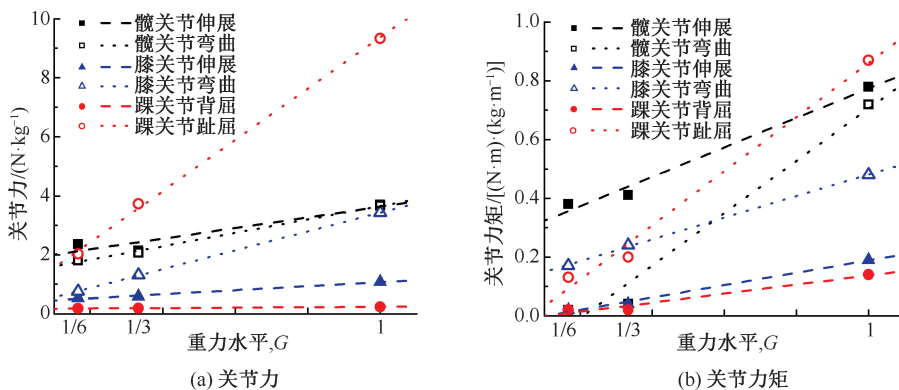 关节力/(N·kg⁻¹)
10
8
6
4
2
0
髋关节伸展
髋关节弯曲
膝关节伸展
膝关节弯曲
踝关节背屈
踝关节趾屈
1/6 1/3 1
重力水平,G
(a) 关节力
关节力矩/[(N·m)·(kg·m⁻¹)]
1.0
0.8
0.6
0.4
0.2
0.0
髋关节伸展
髋关节弯曲
膝关节伸展
膝关节弯曲
踝关节背屈
踝关节趾屈
1/6 1/3 1
重力水平,G
(b) 关节力矩